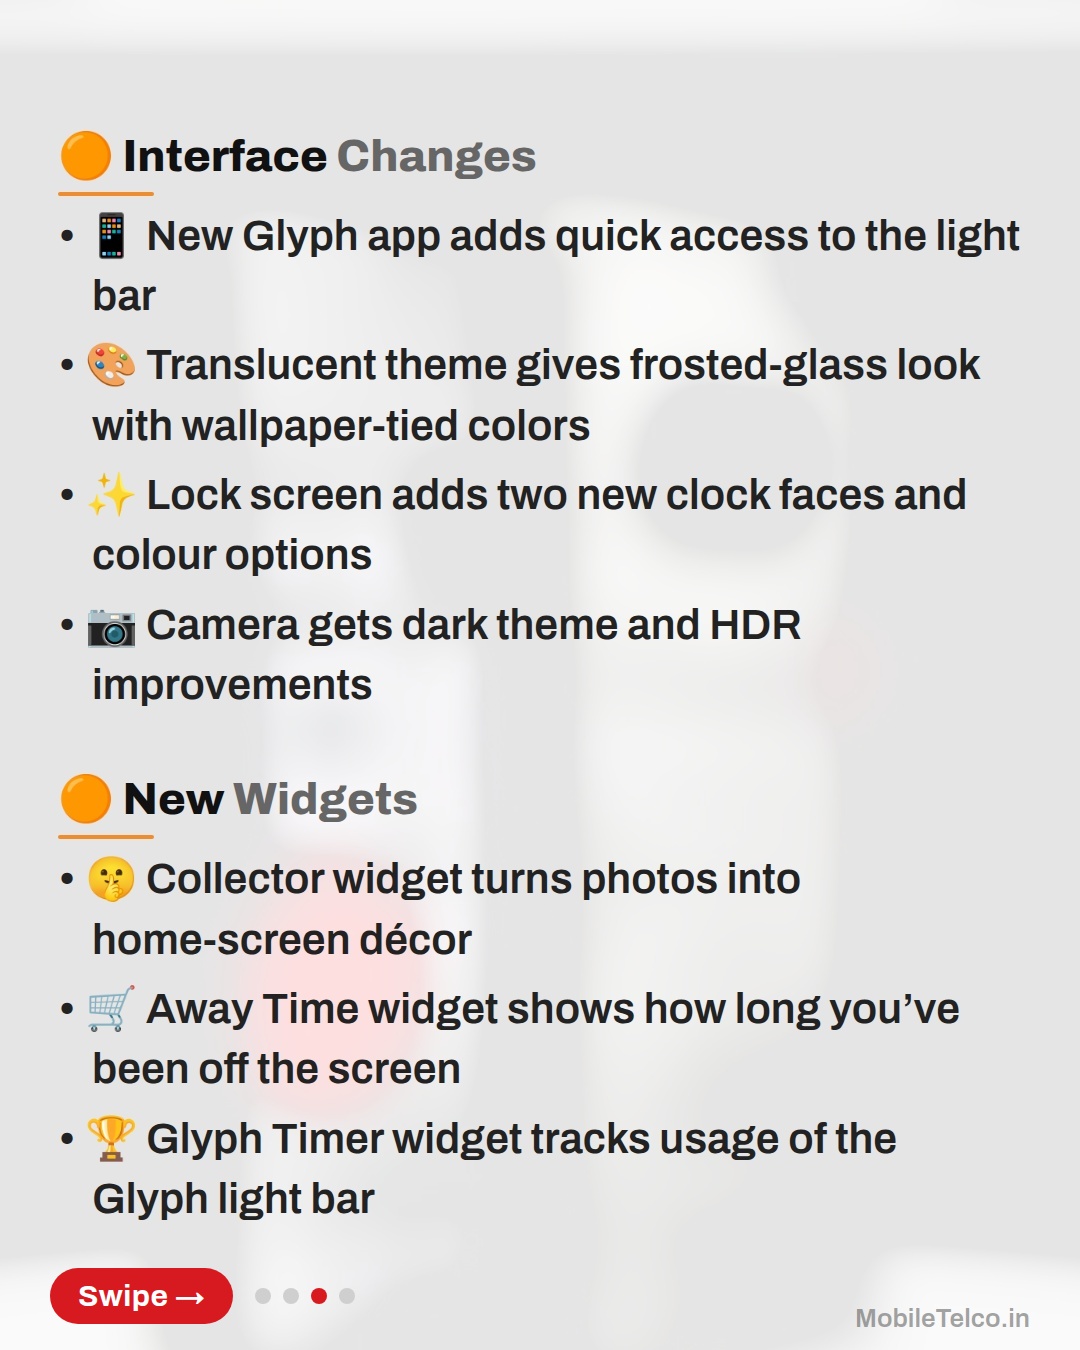 🟠 Interface Changes
• 📱 New Glyph app adds quick access to the light
bar
• 🎨 Translucent theme gives frosted-glass look
with wallpaper-tied colors
• ✨ Lock screen adds two new clock faces and
colour options
• 📷 Camera gets dark theme and HDR
improvements
🟠 New Widgets
• 🤫 Collector widget turns photos into
home-screen décor
• 🛒 Away Time widget shows how long you’ve
been off the screen
• 🏆 Glyph Timer widget tracks usage of the
Glyph light bar
Swipe →
MobileTelco.in